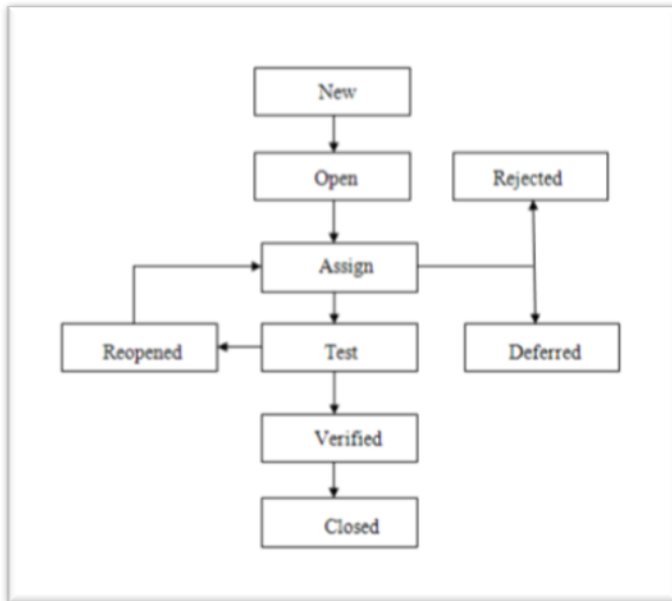 New
Open
Rejected
Assign
Reopened
Test
Deferred
Verified
Closed